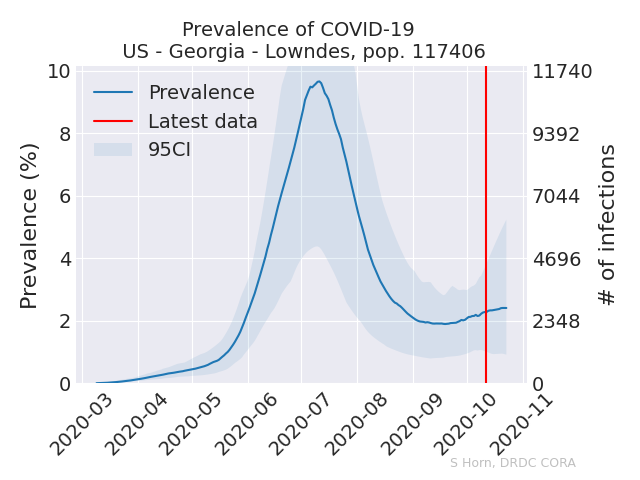 Prevalence of COVID-19
US - Georgia - Lowndes, pop. 117406
Prevalence
Latest data
95CI
Prevalence (%)
10
8
6
4
2
0
11740
9392
7044
4696
2348
0
# of infections
2020-03
2020-04
2020-05
2020-06
2020-07
2020-08
2020-09
2020-10
2020-11
S Horn, DRDC CORA